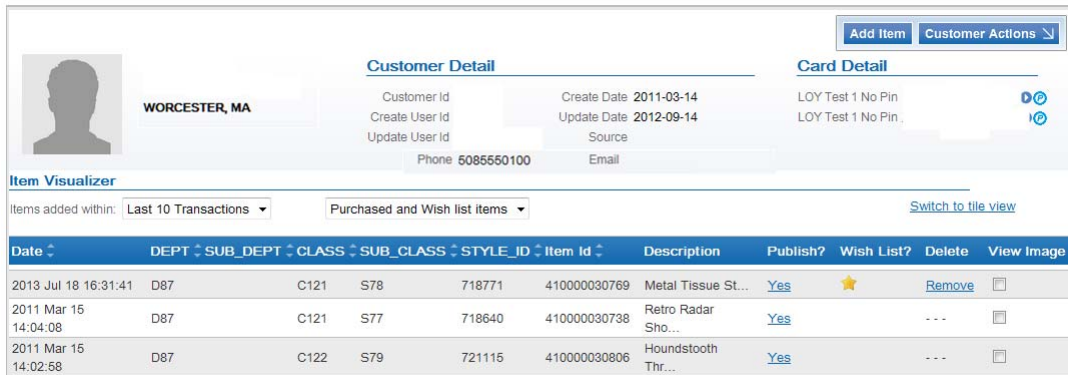 Add Item Customer Actions
Customer Detail Card Detail
WORCESTER, MA
Customer Id Create Date 2011-03-14 LOY Test 1 No Pin
Create User Id Update Date 2012-09-14 LOY Test 1 No Pin
Update User Id Source
Phone 5085550100 Email
Item Visualizer
Items added within: Last 10 Transactions Purchased and Wish list items Switch to tile view
Date DEPT SUB_DEPT CLASS SUB_CLASS STYLE_ID Item Id Description Publish? Wish List? Delete View Image
2013 Jul 18 16:31:41 D87 C121 S78 718771 410000030769 Metal Tissue St... Yes Remove
2011 Mar 15
14:04:08 D87 C121 S77 718640 410000030738 Retro Radar
Sho... Yes - - -
2011 Mar 15
14:02:58 D87 C122 S79 721115 410000030806 Houndstooth
Thr... Yes - - -